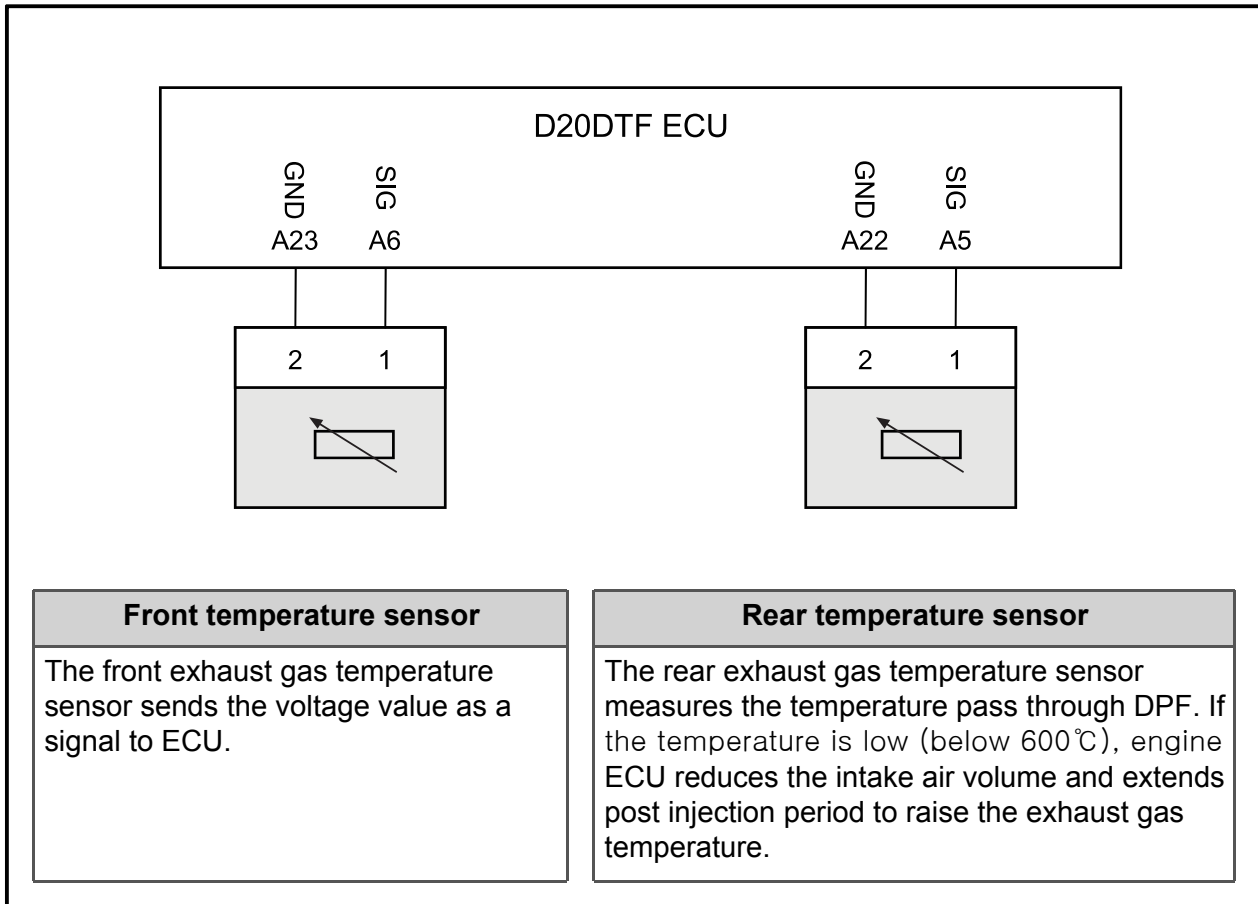 D20DTF ECU
GND SIG GND SIG
A23 A6 A22 A5
2 1 2 1
Front temperature sensor
The front exhaust gas temperature
sensor sends the voltage value as a
signal to ECU.
Rear temperature sensor
The rear exhaust gas temperature sensor
measures the temperature pass through DPF. If
the temperature is low (below 600℃), engine
ECU reduces the intake air volume and extends
post injection period to raise the exhaust gas
temperature.